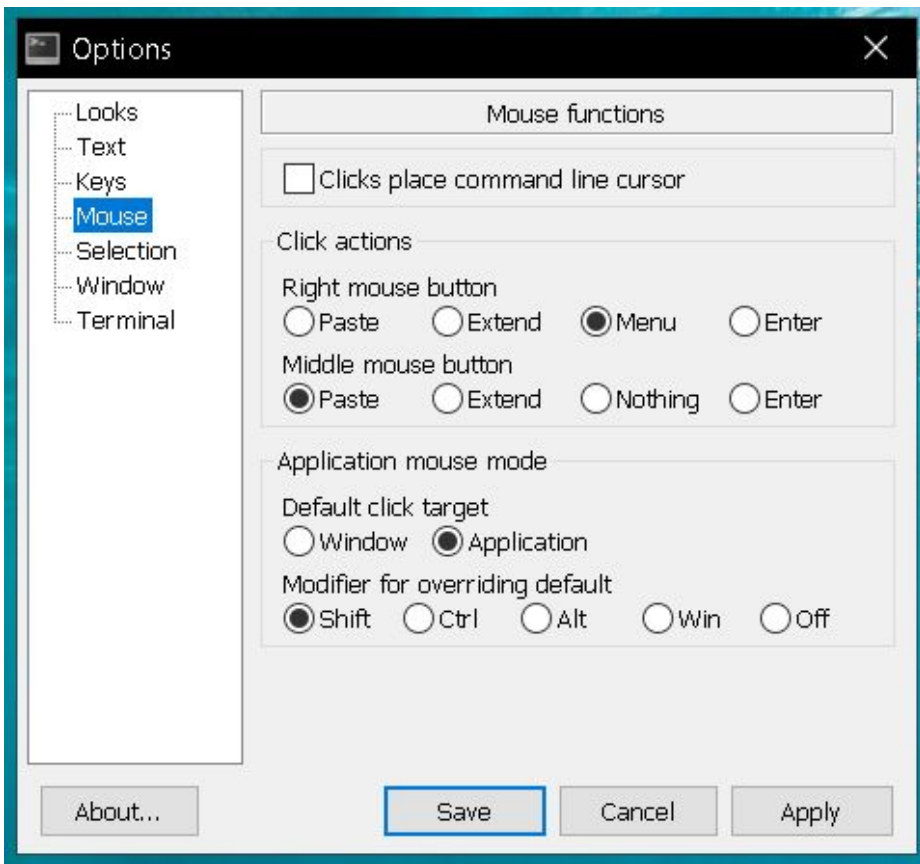 Options
Looks
Text
Keys
Mouse
Selection
Window
Terminal
Mouse functions
Clicks place command line cursor
Click actions
Right mouse button
Paste Extend Menu Enter
Middle mouse button
Paste Extend Nothing Enter
Application mouse mode
Default click target
Window Application
Modifier for overriding default
Shift Ctrl Alt Win Off
About... Save Cancel Apply